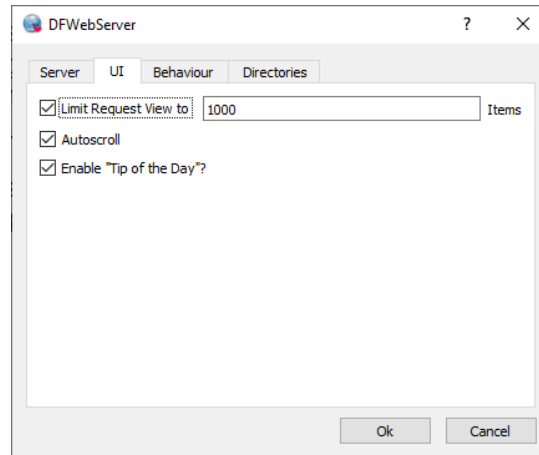 DFWebServer ? ×
Server UI Behaviour Directories
Limit Request View to 1000 Items
Autoscroll
Enable "Tip of the Day"?
Ok Cancel